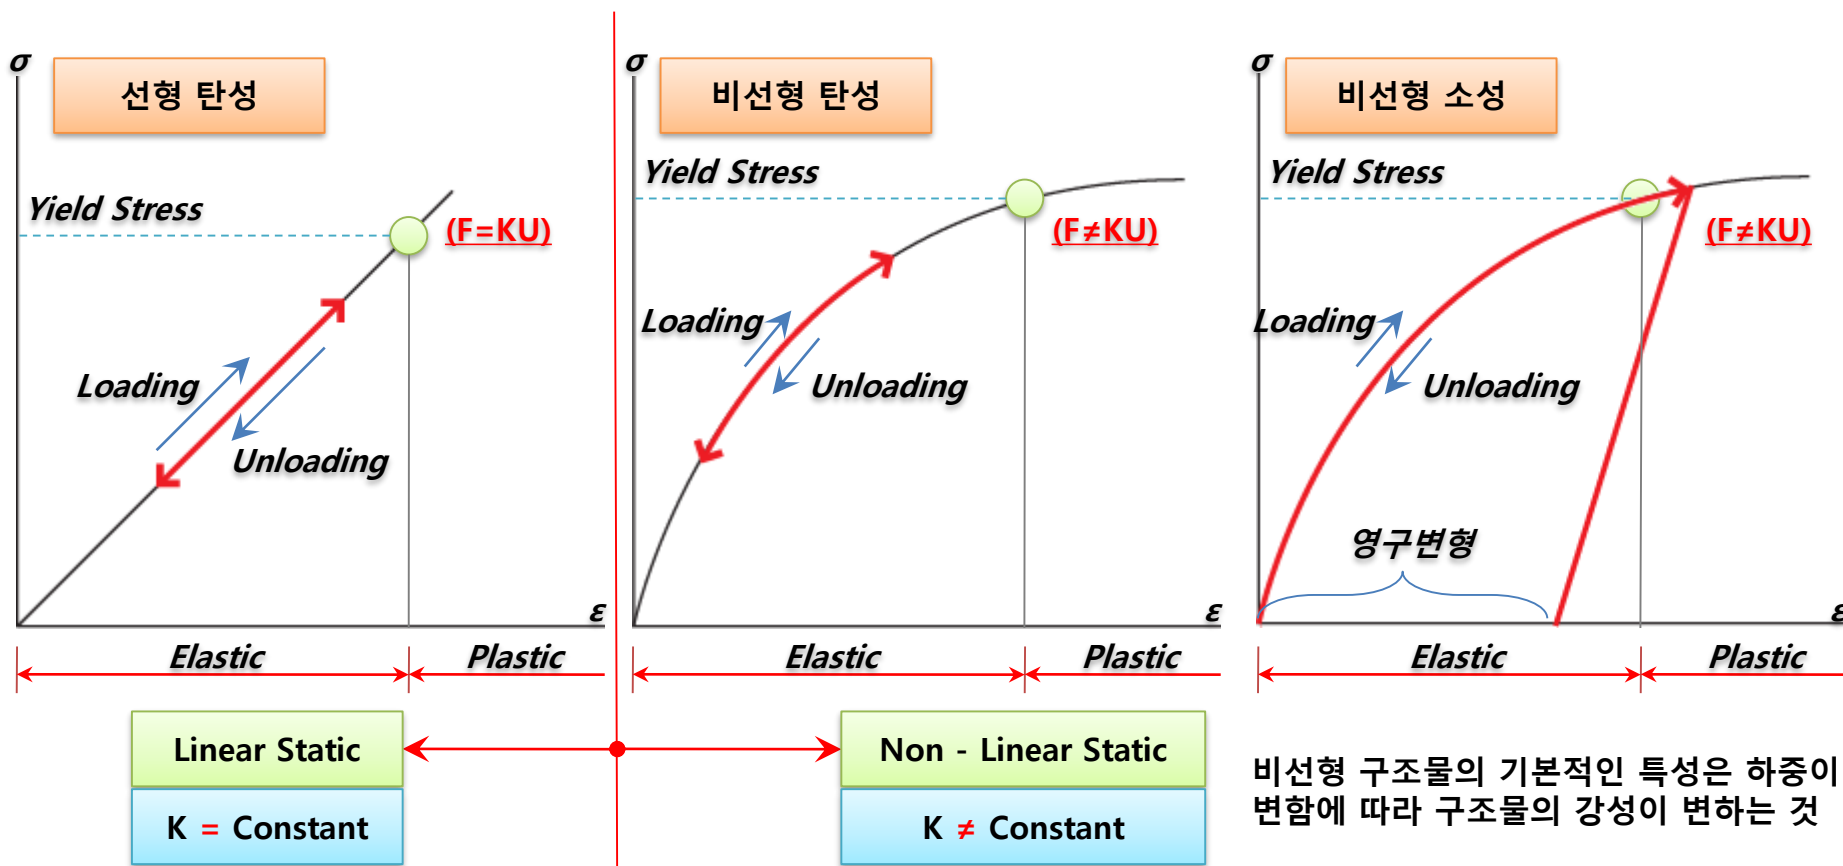 σ
선형 탄성
Yield Stress
(F=KU)
Loading
Unloading
ε
Elastic
Plastic
σ
비선형 탄성
Yield Stress
(F≠KU)
Loading
Unloading
ε
Elastic
Plastic
σ
비선형 소성
Yield Stress
(F≠KU)
Loading
Unloading
영구변형
ε
Elastic
Plastic
Linear Static
K = Constant
Non - Linear Static
K ≠ Constant
비선형 구조물의 기본적인 특성은 하중이
변함에 따라 구조물의 강성이 변하는 것